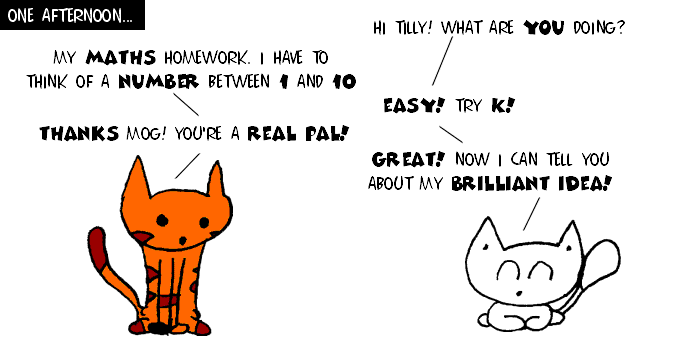 ONE AFTERNOON...
HI TILLY! WHAT ARE YOU DOING?
MY MATHS HOMEWORK. I HAVE TO
THINK OF A NUMBER BETWEEN 1 AND 10
EASY! TRY K!
THANKS MOG! YOU'RE A REAL PAL!
GREAT! NOW I CAN TELL YOU
ABOUT MY BRILLIANT IDEA!